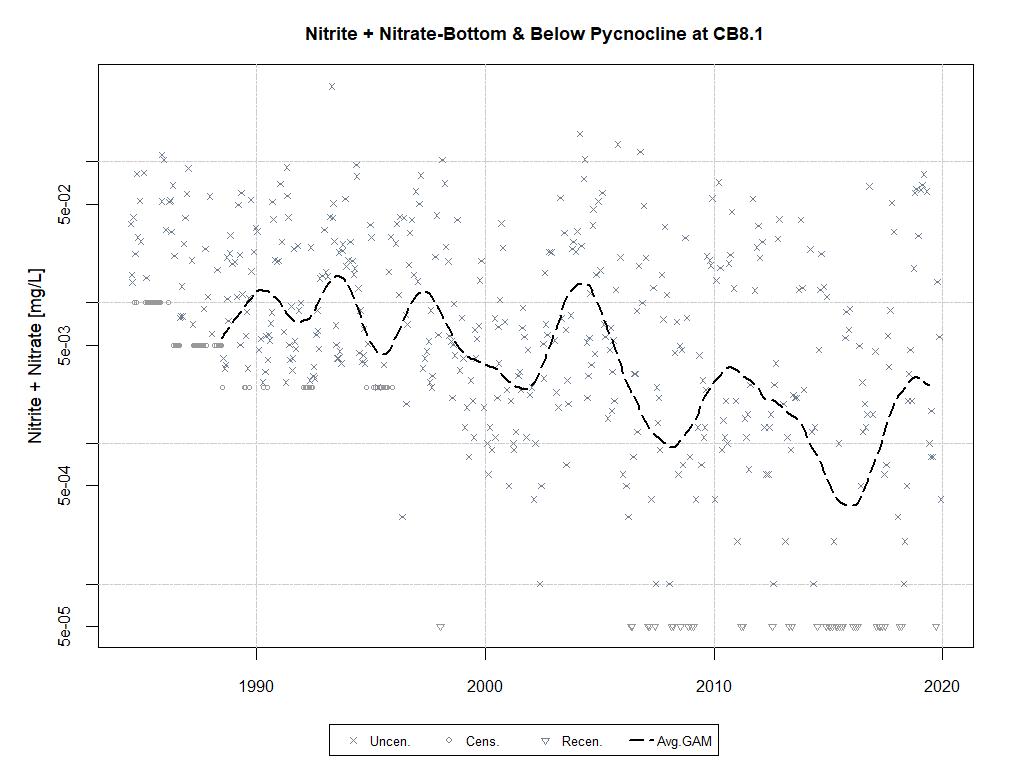 Nitrite + Nitrate-Bottom & Below Pycnocline at CB8.1
Nitrite + Nitrate [mg/L]
5e-02
5e-03
5e-04
5e-05
1990
2000
2010
2020
Uncen.
Cens.
Recen.
Avg.GAM